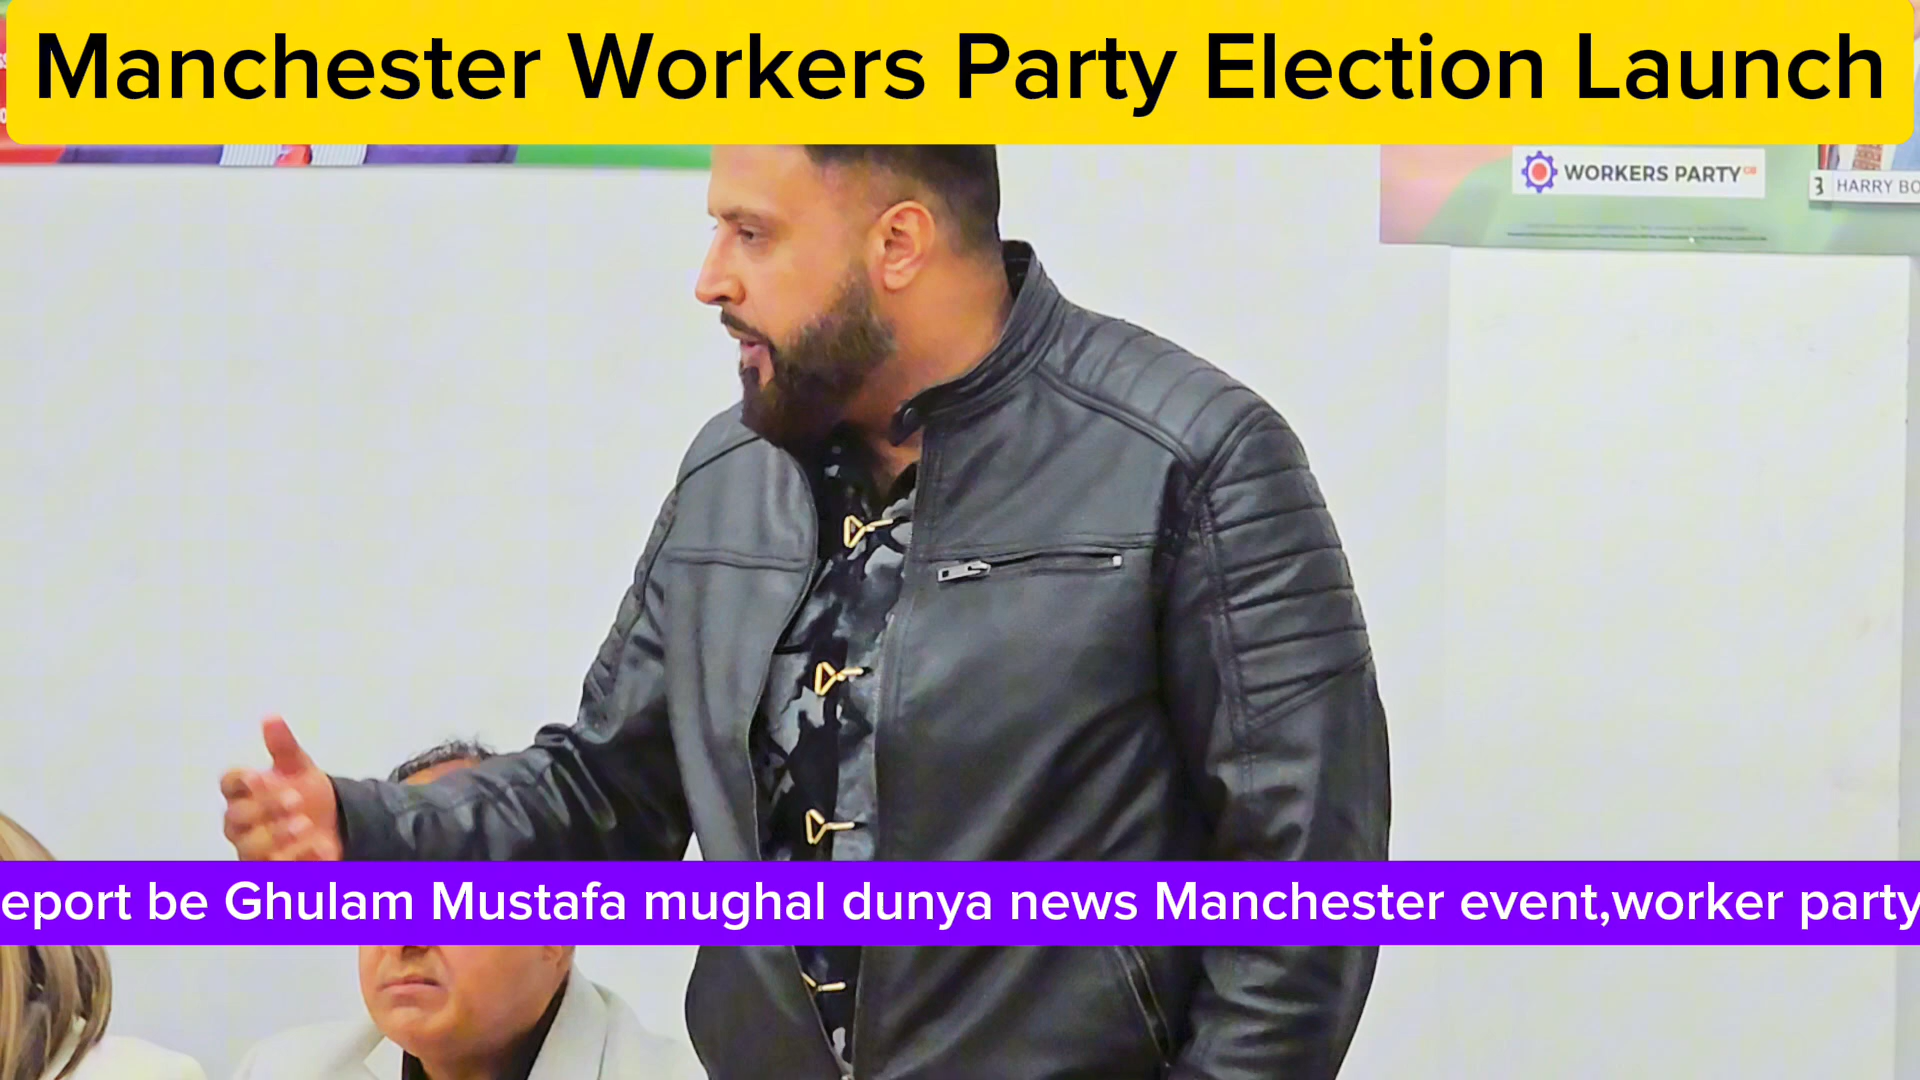 Manchester Workers Party Election Launch
WORKERS PARTY GB
3 HARRY BO
eport be Ghulam Mustafa mughal dunya news Manchester event,worker party